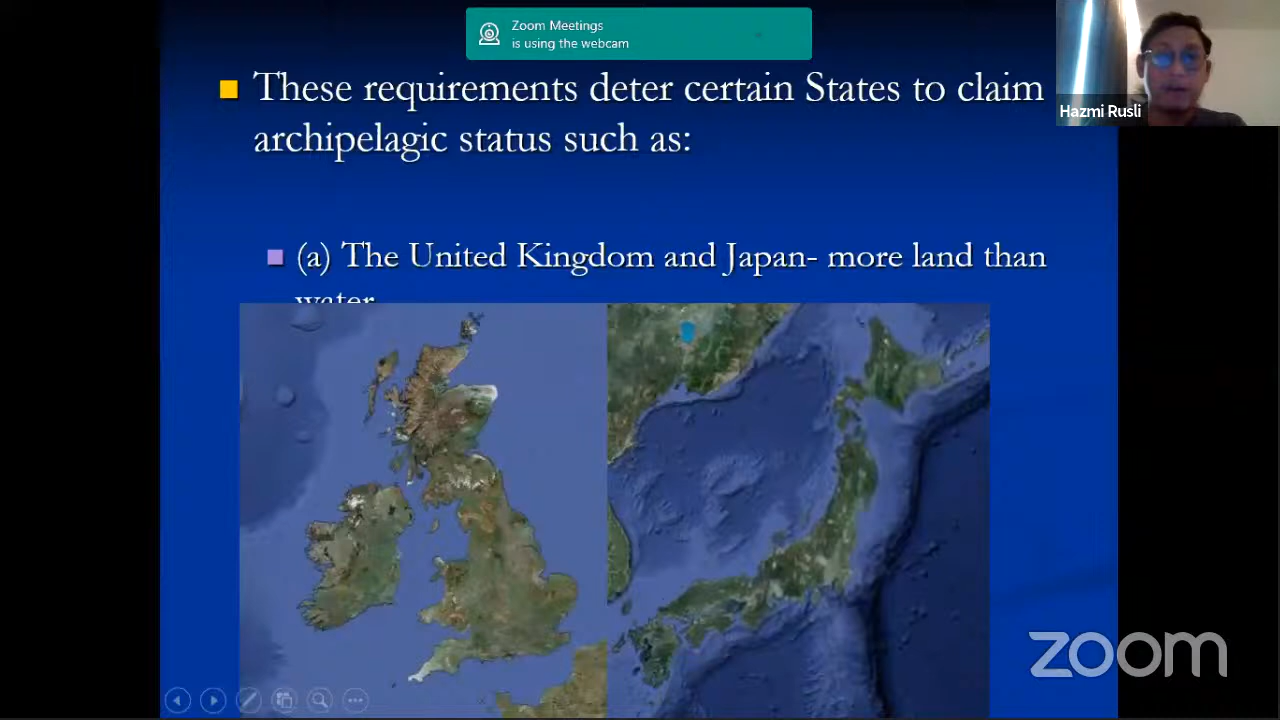 Zoom Meetings
is using the webcam
These requirements deter certain States to claim
archipelagic status such as:
Hazmi Rusli
(a) The United Kingdom and Japan- more land than
water
zoom